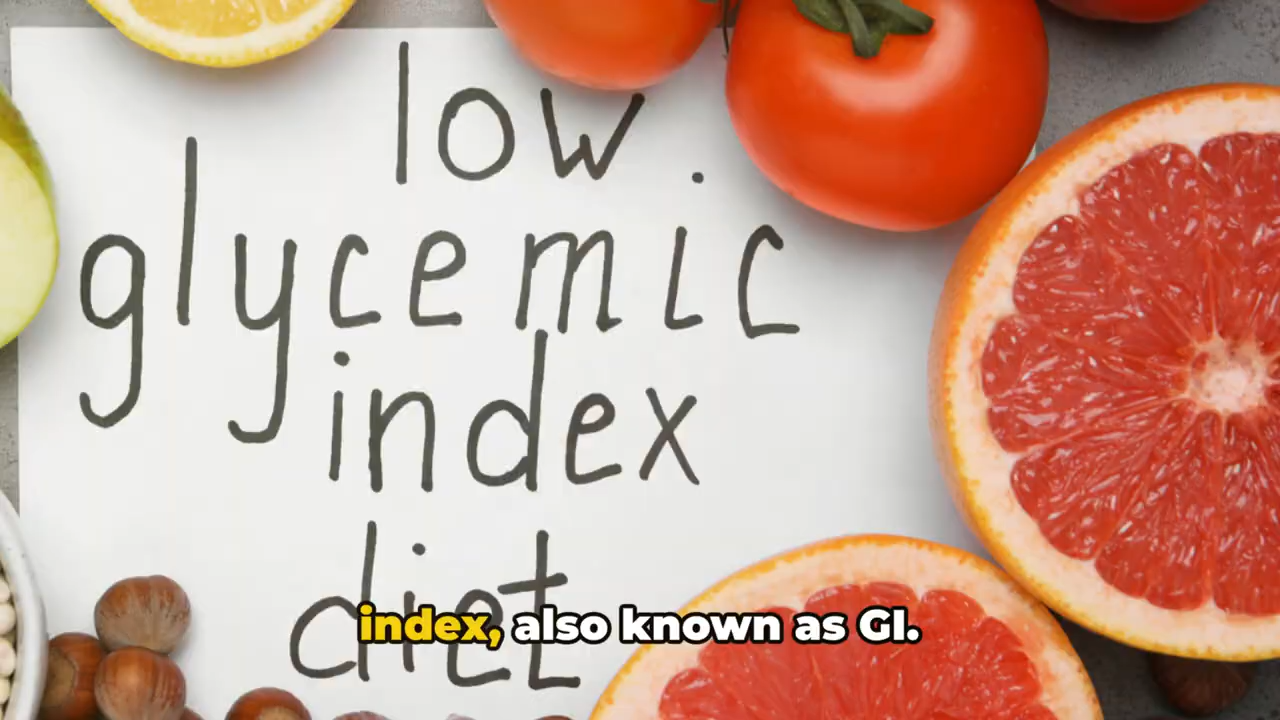 low
glycemic
index
diet
index, also known as GI.